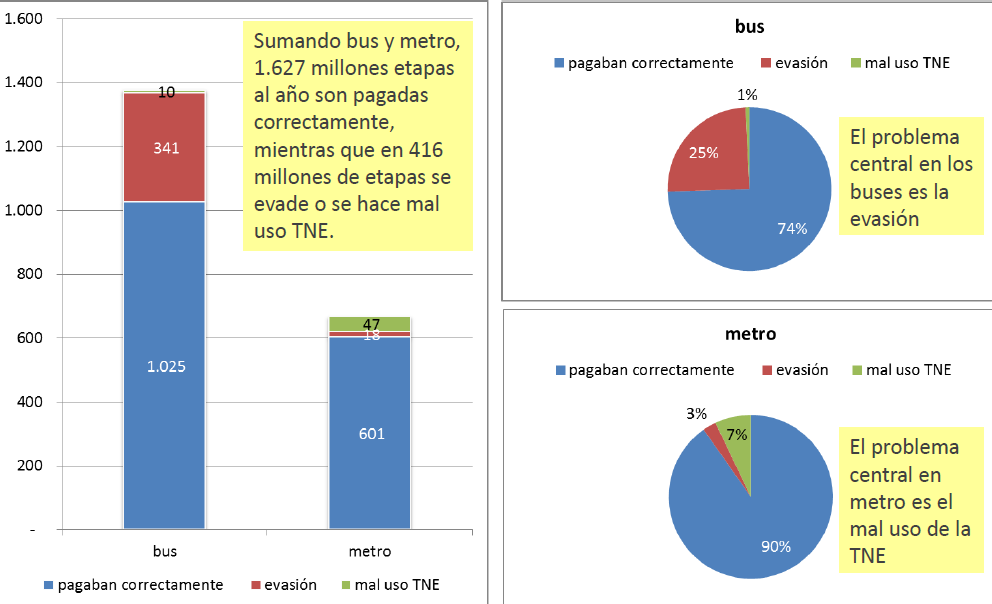 1.600
1.400
1.200
1.000
800
600
400
200
-
10
341
1.025
47
18
601
bus
metro
pagaban correctamente evasión mal uso TNE
Sumando bus y metro,
1.627 millones etapas
al año son pagadas
correctamente,
mientras que en 416
millones de etapas se
evade o se hace mal
uso TNE.
bus
pagaban correctamente evasión mal uso TNE
1%
25%
74%
El problema
central en los
buses es la
evasión
metro
pagaban correctamente evasión mal uso TNE
3%
7%
90%
El problema
central en
metro es el
mal uso de la
TNE